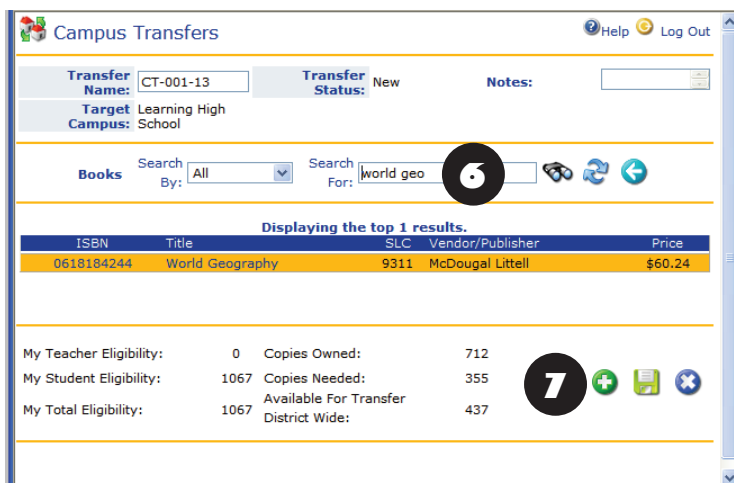 Campus Transfers Help Log Out
Transfer Name: CT-001-13 Transfer Status: New Notes:
Target Campus: Learning High School
Books Search By: All Search For: world geo 6
Displaying the top 1 results.
ISBN Title SLC Vendor/Publisher Price
0618184244 World Geography 9311 McDougal Littell $60.24
My Teacher Eligibility: 0 Copies Owned: 712
My Student Eligibility: 1067 Copies Needed: 355 7
My Total Eligibility: 1067 Available For Transfer District Wide: 437